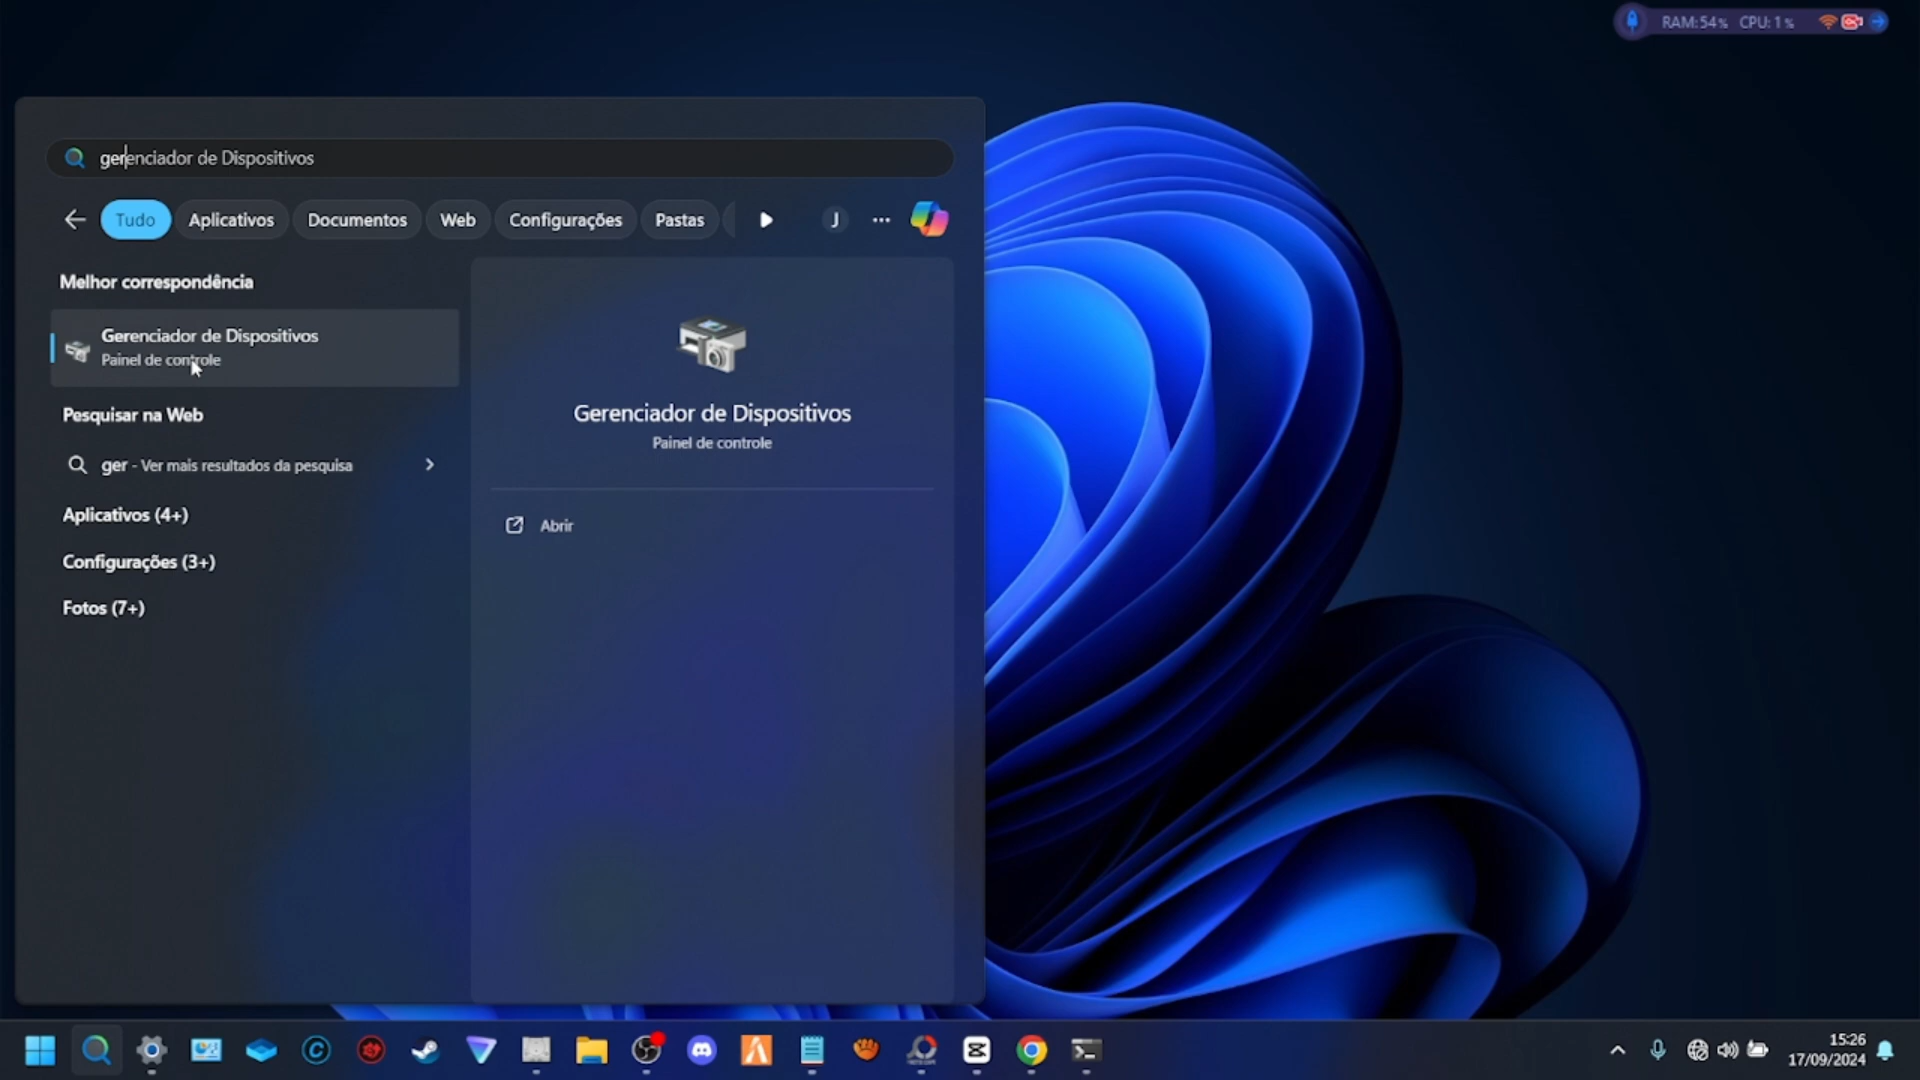 RAM:54% CPU:1%
gerenciador de Dispositivos
Tudo
Aplicativos
Documentos
Web
Configurações
Pastas
J
Melhor correspondência
Gerenciador de Dispositivos
Painel de controle
Pesquisar na Web
ger - Ver mais resultados da pesquisa
Aplicativos (4+)
Configurações (3+)
Fotos (7+)
Gerenciador de Dispositivos
Painel de controle
Abrir
15:26
17/09/2024